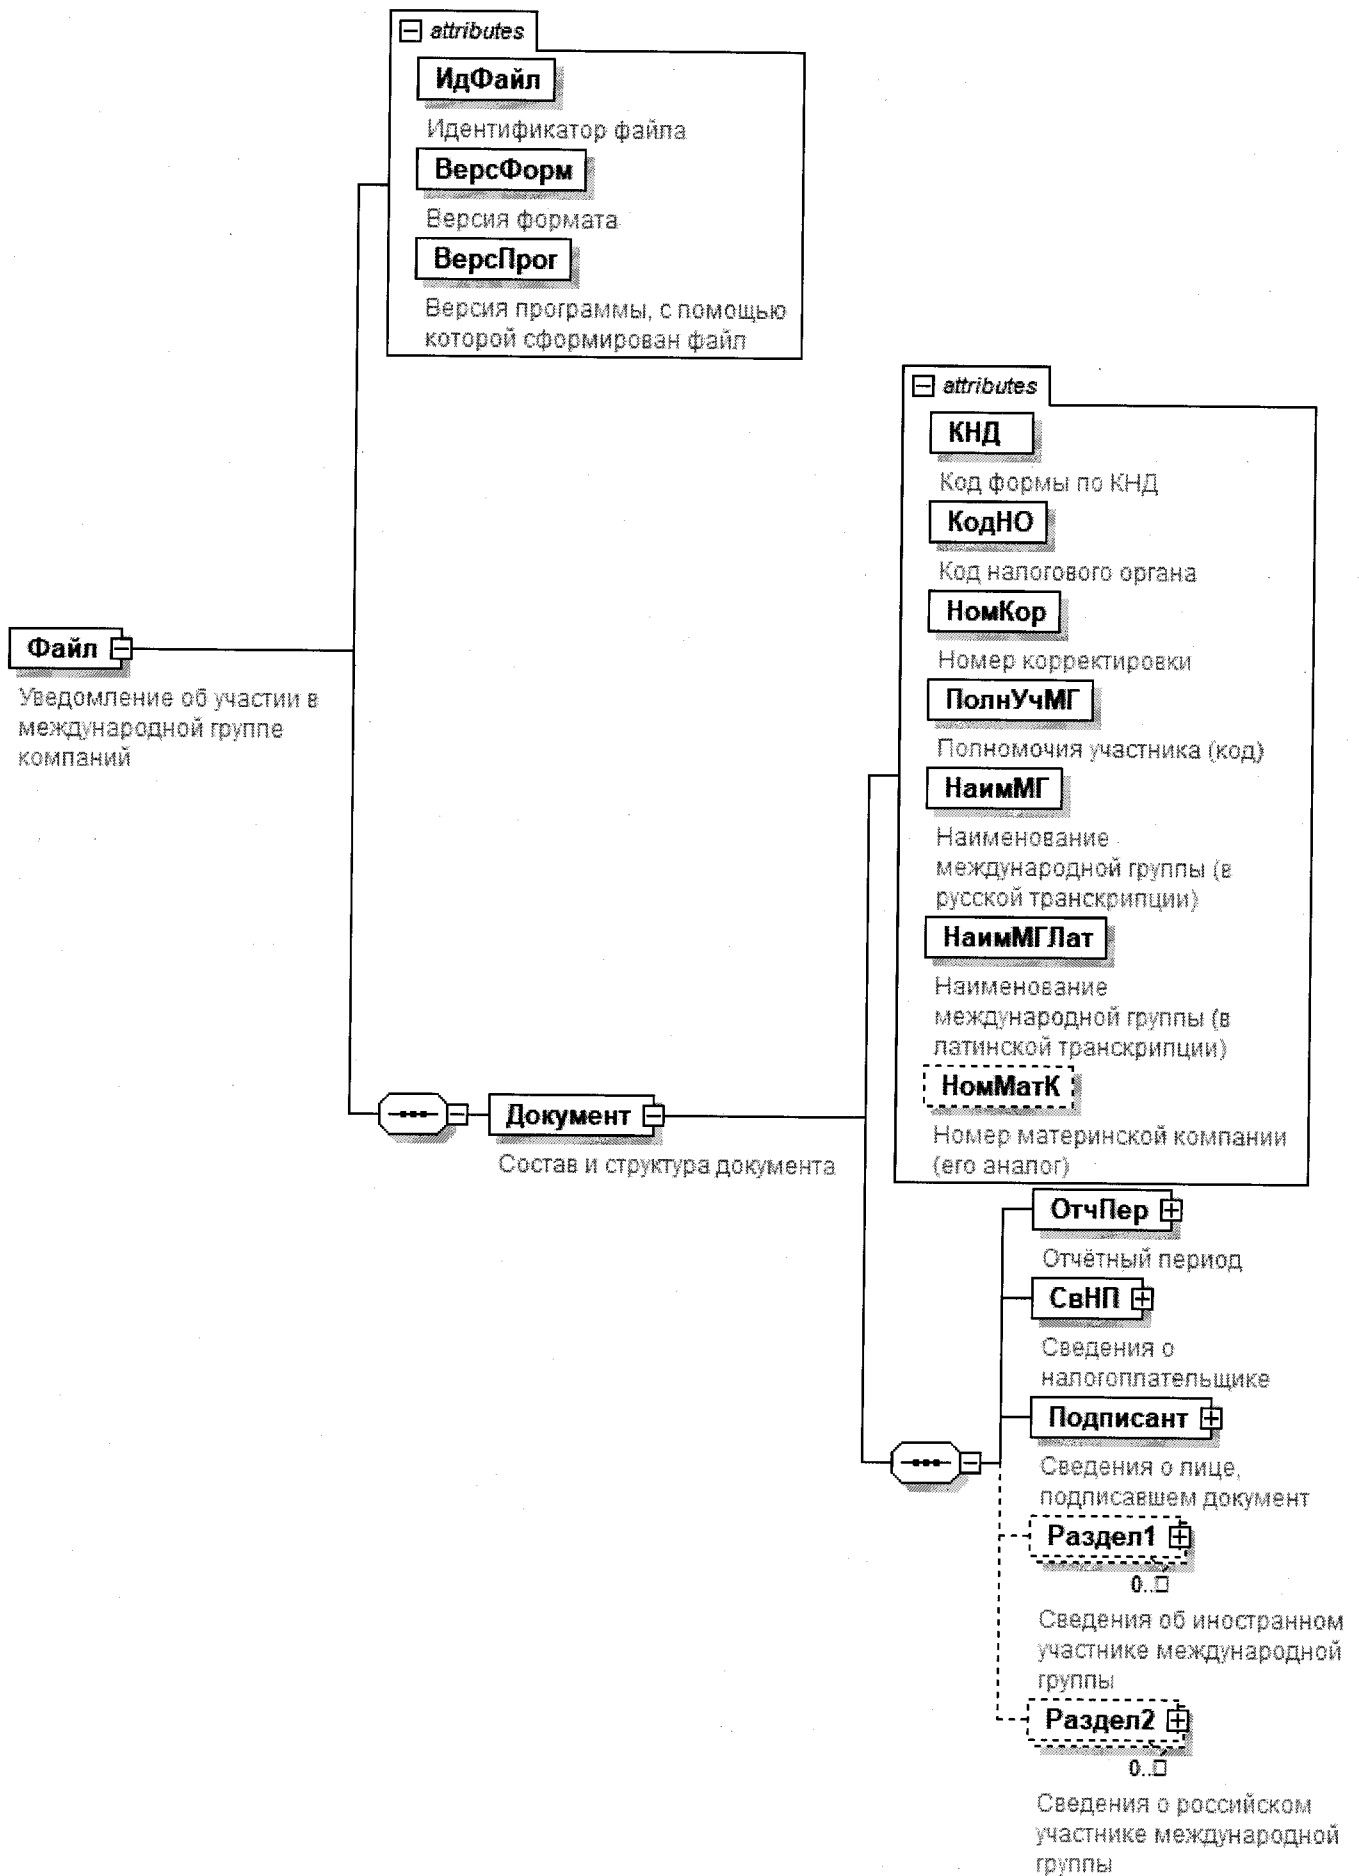 attributes
ИдФайл
Идентификатор файла
ВерсФорм
Версия формата
ВерсПрог
Версия программы, с помощью
которой сформирован файл
Файл
Уведомление об участии в
международной группе
компаний
Документ
Состав и структура документа
attributes
КНД
Код формы по КНД
КодНО
Код налогового органа
НомКор
Номер корректировки
ПолнУчМГ
Полномочия участника (код)
НаимМГ
Наименование
международной группы (в
русской транскрипции)
НаимМГЛат
Наименование
международной группы (в
латинской транскрипции)
НомМатК
Номер материнской компании
(его аналог)
ОтчПер
Отчётный период
СвНП
Сведения о
налогоплательщике
Подписант
Сведения о лице,
подписавшем документ
Раздел1
0..□
Сведения об иностранном
участнике международной
группы
Раздел2
0..□
Сведения о российском
участнике международной
группы